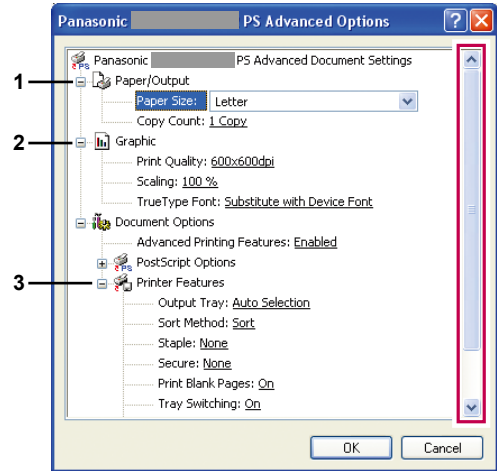 Panasonic PS Advanced Options
Panasonic PS Advanced Document Settings
1 Paper/Output
Paper Size: Letter
Copy Count: 1 Copy
2 Graphic
Print Quality: 600x600dpi
Scaling: 100 %
TrueType Font: Substitute with Device Font
Document Options
Advanced Printing Features: Enabled
PostScript Options
3 Printer Features
Output Tray: Auto Selection
Sort Method: Sort
Staple: None
Secure: None
Print Blank Pages: On
Tray Switching: On
OK Cancel